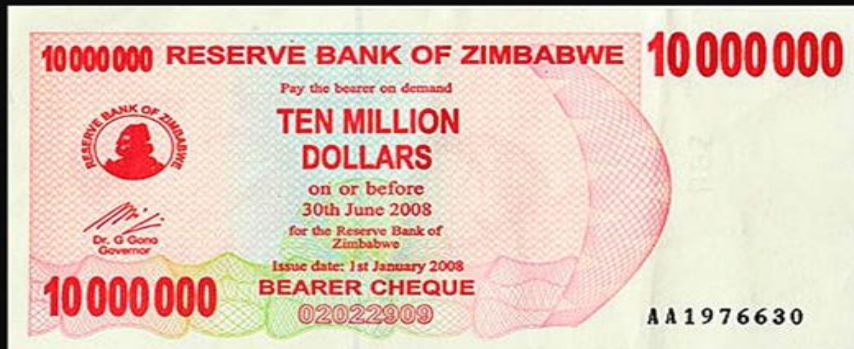 10 000 000 RESERVE BANK OF ZIMBABWE 10 000 000
Pay the bearer on demand
TEN MILLION
DOLLARS
on or before
30th June 2008
for the Reserve Bank of
Zimbabwe
Issue date: 1st January 2008
BEARER CHEQUE
02022909
RESERVE BANK OF ZIMBABWE
Dr. G Gono
Governor
10 000 000
AA1976630